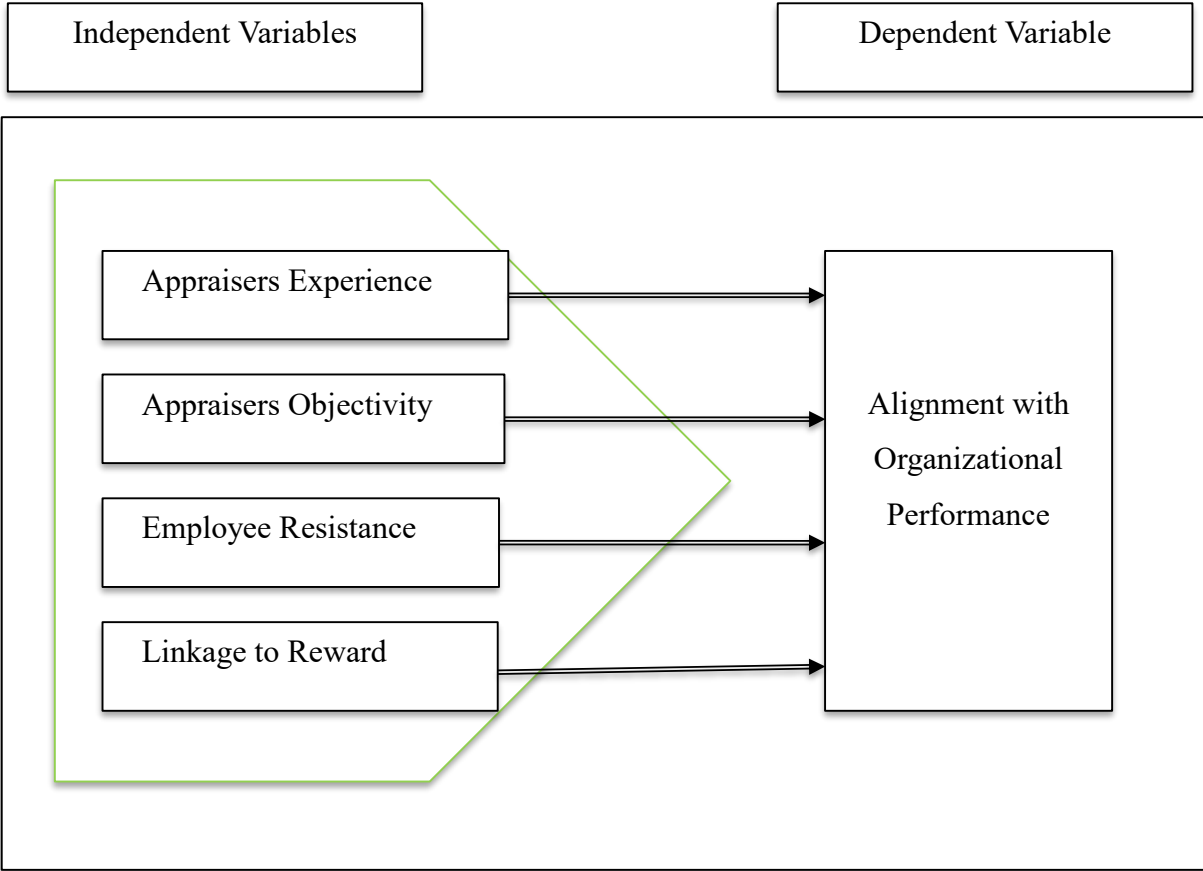 Independent Variables
Dependent Variable
Appraisers Experience
Appraisers Objectivity
Employee Resistance
Linkage to Reward
Alignment with
Organizational
Performance